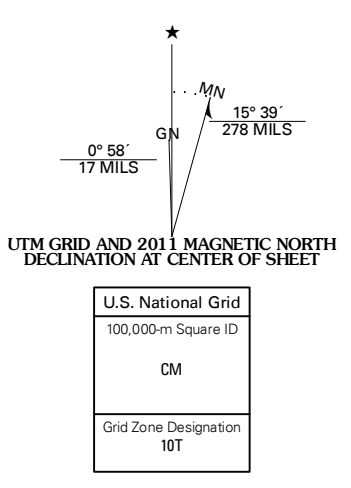 ★
MN
15° 39´
278 MILS
GN
0° 58´
17 MILS
UTM GRID AND 2011 MAGNETIC NORTH
DECLINATION AT CENTER OF SHEET
U.S. National Grid
100,000-m Square ID
CM
Grid Zone Designation
10T